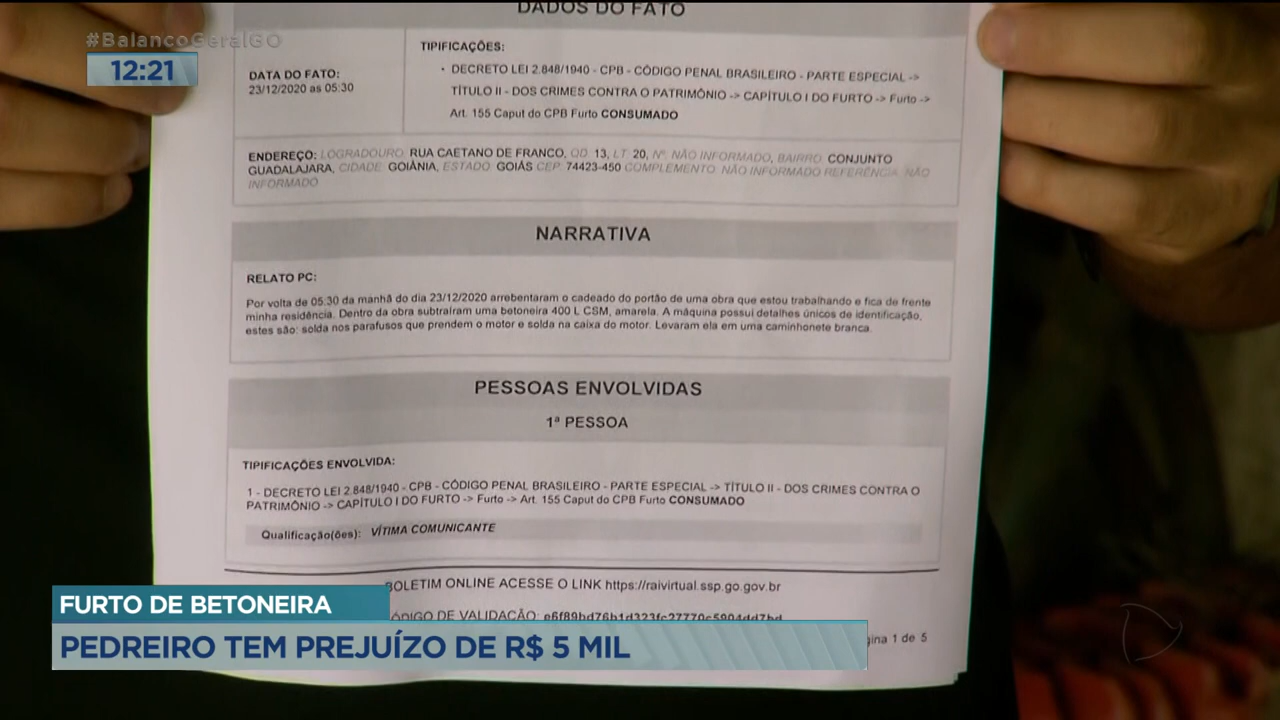 DADOS DO FATO
#BalancoGeralGO
12:21
DATA DO FATO:
23/12/2020 as 05:30
TIPIFICAÇÕES:
• DECRETO LEI 2.848/1940 - CPB - CÓDIGO PENAL BRASILEIRO - PARTE ESPECIAL ->
TÍTULO II - DOS CRIMES CONTRA O PATRIMÔNIO -> CAPÍTULO I DO FURTO -> Furto ->
Art. 155 Caput do CPB Furto CONSUMADO
ENDEREÇO: LOGRADOURO: RUA CAETANO DE FRANCO, QD. 13, LT. 20, Nº: NÃO INFORMADO, BAIRRO: CONJUNTO
GUADALAJARA, CIDADE: GOIÂNIA, ESTADO: GOIÁS CEP: 74423-450 COMPLEMENTO: NÃO INFORMADO REFERÊNCIA: NÃO
INFORMADO
NARRATIVA
RELATO PC:
Por volta de 05:30 da manhã do dia 23/12/2020 arrebentaram o cadeado do portão de uma obra que estou trabalhando e fica de frente
minha residência. Dentro da obra subtraíram uma betoneira 400 L CSM, amarela. A máquina possui detalhes únicos de identificação,
estes são: solda nos parafusos que prendem o motor e solda na caixa do motor. Levaram ela em uma caminhonete branca.
PESSOAS ENVOLVIDAS
1ª PESSOA
TIPIFICAÇÕES ENVOLVIDA:
1 - DECRETO LEI 2.848/1940 - CPB - CÓDIGO PENAL BRASILEIRO - PARTE ESPECIAL -> TÍTULO II - DOS CRIMES CONTRA O
PATRIMÔNIO -> CAPÍTULO I DO FURTO -> Furto -> Art. 155 Caput do CPB Furto CONSUMADO
Qualificação(ões): VÍTIMA COMUNICANTE
BOLETIM ONLINE ACESSE O LINK https://raivirtual.ssp.go.gov.br
DE VALIDAÇÃO:
1 de 5
FURTO DE BETONEIRA
PEDREIRO TEM PREJUÍZO DE R$ 5 MIL